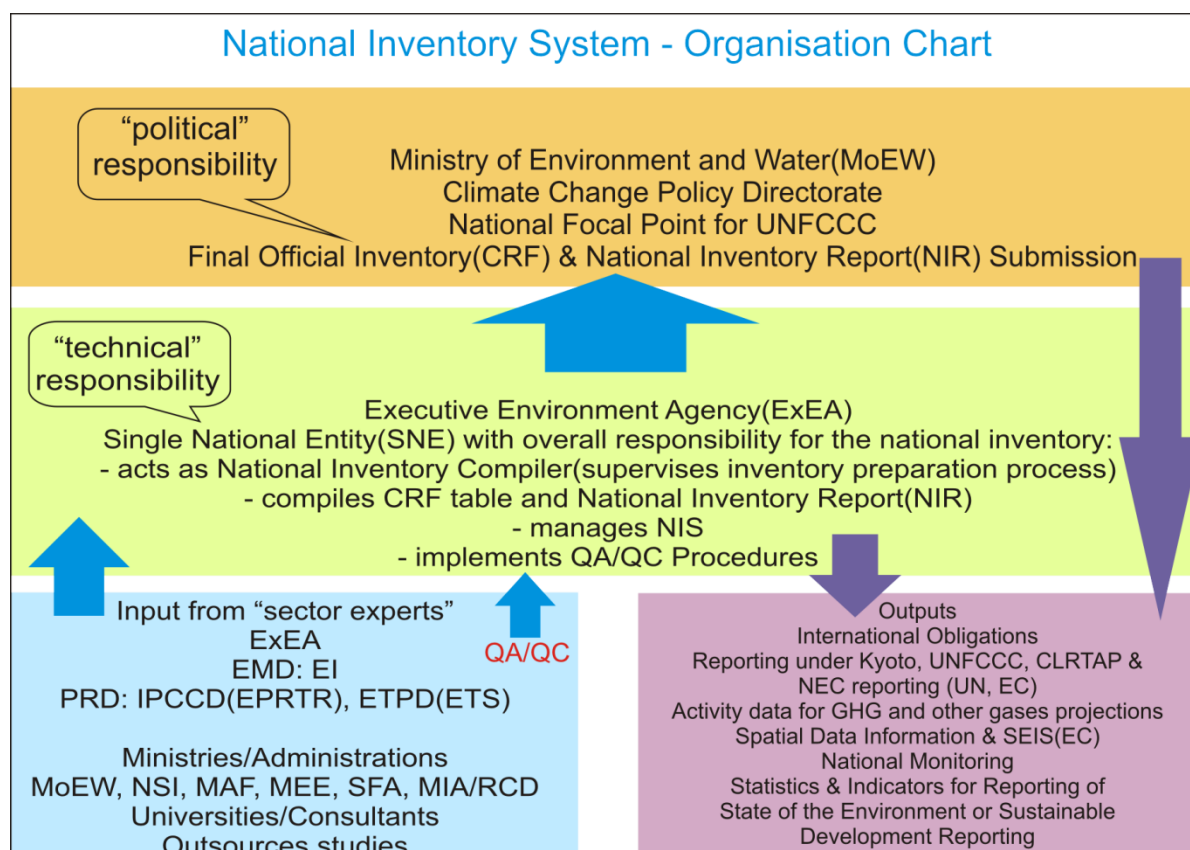 National Inventory System - Organisation Chart
“political”
responsibility
Ministry of Environment and Water(MoEW)
Climate Change Policy Directorate
National Focal Point for UNFCCC
Final Official Inventory(CRF) & National Inventory Report(NIR) Submission
“technical”
responsibility
Executive Environment Agency(ExEA)
Single National Entity(SNE) with overall responsibility for the national inventory:
- acts as National Inventory Compiler(supervises inventory preparation process)
- compiles CRF table and National Inventory Report(NIR)
- manages NIS
- implements QA/QC Procedures
Input from “sector experts”
ExEA
EMD: EI
PRD: IPCCD(EPRTR), ETPD(ETS)
QA/QC
Ministries/Administrations
MoEW, NSI, MAF, MEE, SFA, MIA/RCD
Universities/Consultants
Outsources studies
Outputs
International Obligations
Reporting under Kyoto, UNFCCC, CLRTAP &
NEC reporting (UN, EC)
Activity data for GHG and other gases projections
Spatial Data Information & SEIS(EC)
National Monitoring
Statistics & Indicators for Reporting of
State of the Environment or Sustainable
Development Reporting